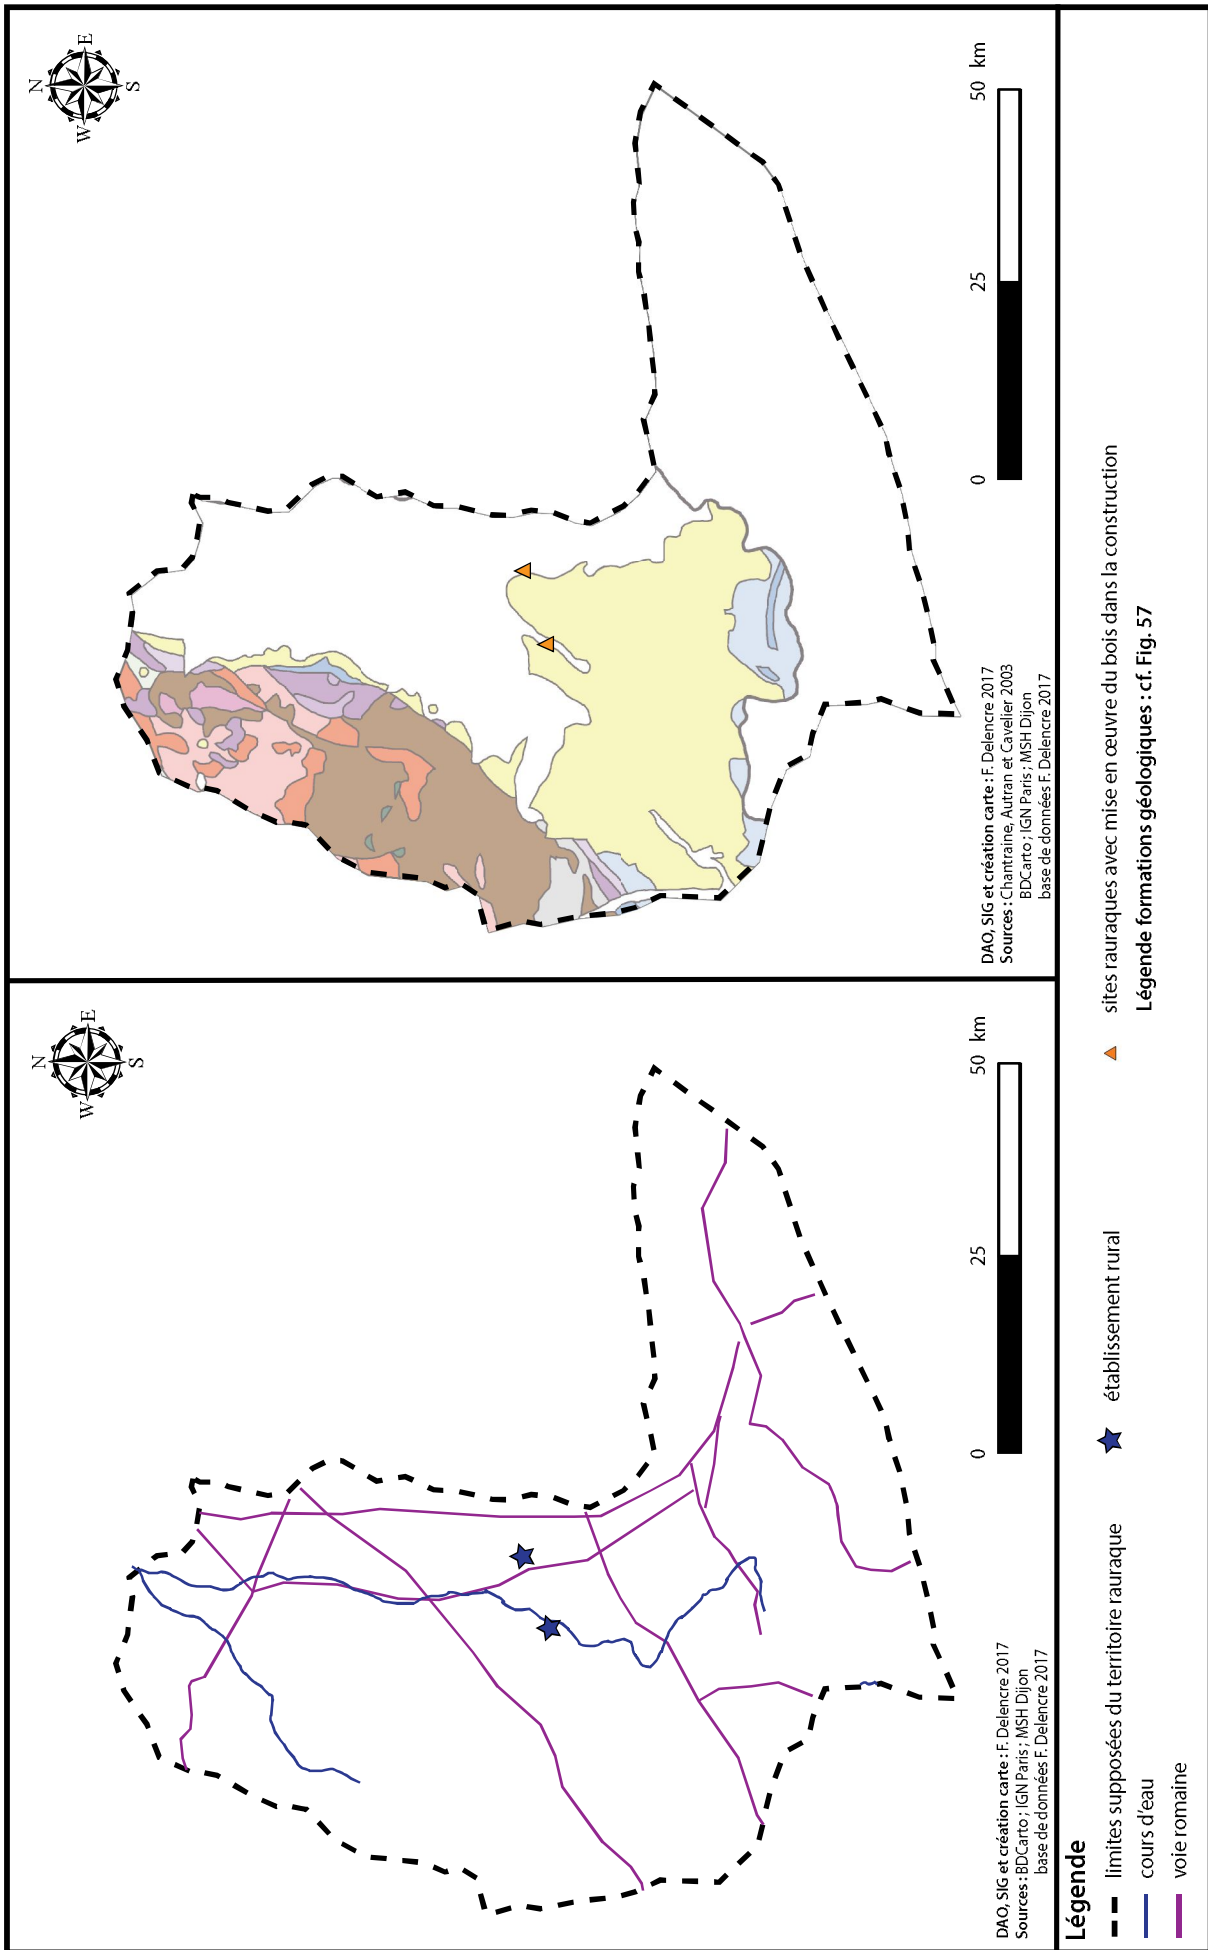 N
E
S
W
0
25
50 km
DAO, SIG et création carte : F. Delencre 2017
Sources : BDCarto ; IGN Paris ; MSH Dijon
base de données F. Delencre 2017
N
E
S
W
0
25
50 km
DAO, SIG et création carte : F. Delencre 2017
Sources : Chantraine, Autran et Cavelier 2003
BDCarto ; IGN Paris ; MSH Dijon
base de données F. Delencre 2017
Légende
limites supposées du territoire rauraque
cours d'eau
voie romaine
établissement rural
sites rauraques avec mise en œuvre du bois dans la construction
Légende formations géologiques : cf. Fig. 57